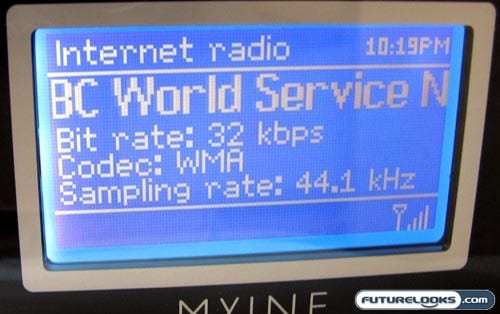 Internet radio 10:19PM
BC World Service N
Bit rate: 32 kbps
Codec: WMA
Sampling rate: 44.1 kHz
MYINE
FUTURELOOKS.com